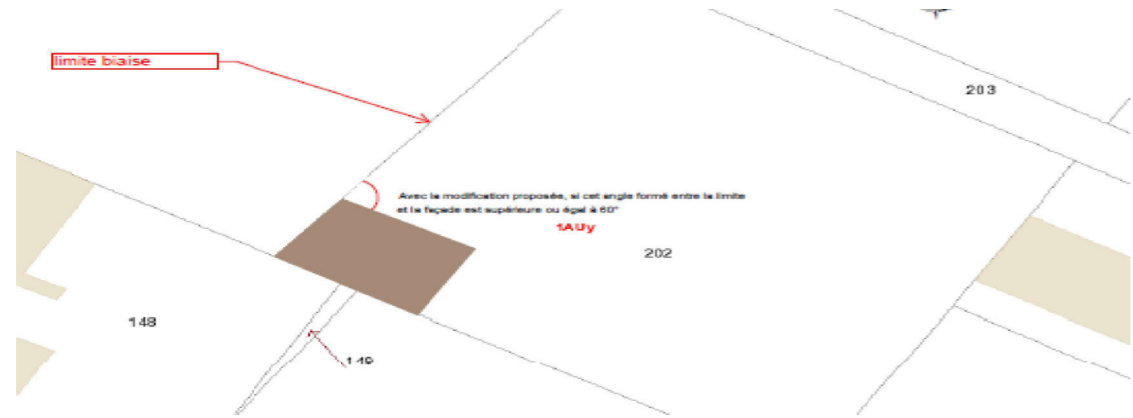 limite biaise
203
Avec la modification proposée, si cet angle formé entre la limite
et la façade est supérieure ou égal à 60°
1AUy
202
148
149